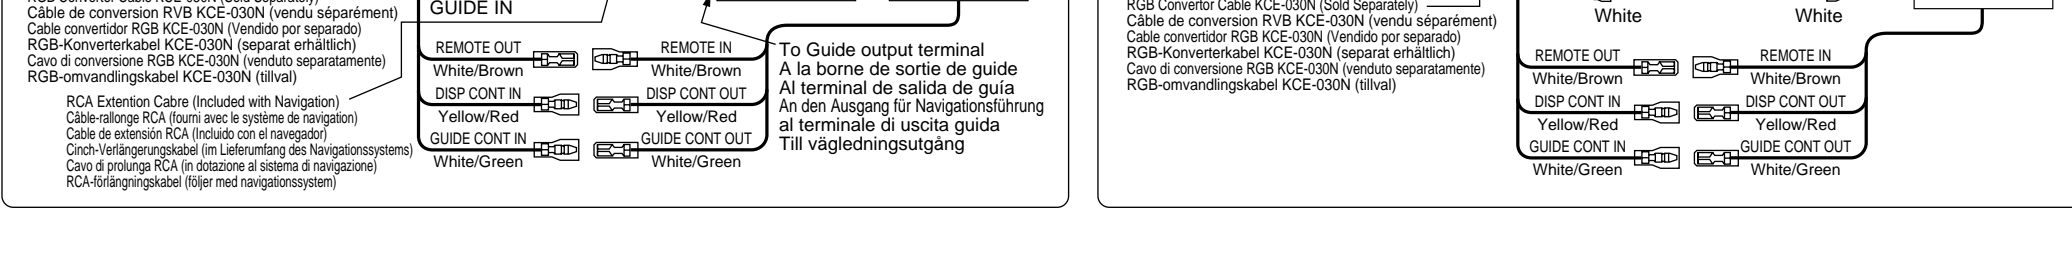 RGB Convertor Cable KCE-030N (Sold Separately)
Câble de conversion RVB KCE-030N (vendu séparément)
Cable convertidor RGB KCE-030N (Vendido por separado)
RGB-Konverterkabel KCE-030N (separat erhältlich)
Cavo di conversione RGB KCE-030N (venduto separatamente)
RGB-omvandlingskabel KCE-030N (tillval)
RCA Extention Cabre (Included with Navigation)
Câble-rallonge RCA (fourni avec le système de navigation)
Cable de extensión RCA (Incluido con el navegador)
Cinch-Verlängerungskabel (im Lieferumfang des Navigationssystems)
Cavo di prolunga RCA (in dotazione al sistema di navigazione)
RCA-förlängningskabel (följer med navigationssystem)
GUIDE IN
REMOTE OUT
White/Brown
DISP CONT IN
Yellow/Red
GUIDE CONT IN
White/Green
REMOTE IN
White/Brown
DISP CONT OUT
Yellow/Red
GUIDE CONT OUT
White/Green
To Guide output terminal
A la borne de sortie de guide
Al terminal de salida de guía
An den Ausgang für Navigationsführung
al terminale di uscita guida
Till vägledningsutgång
RGB Convertor Cable KCE-030N (Sold Separately)
Câble de conversion RVB KCE-030N (vendu séparément)
Cable convertidor RGB KCE-030N (Vendido por separado)
RGB-Konverterkabel KCE-030N (separat erhältlich)
Cavo di conversione RGB KCE-030N (venduto separatamente)
RGB-omvandlingskabel KCE-030N (tillval)
White
White
REMOTE OUT
White/Brown
DISP CONT IN
Yellow/Red
GUIDE CONT IN
White/Green
REMOTE IN
White/Brown
DISP CONT OUT
Yellow/Red
GUIDE CONT OUT
White/Green